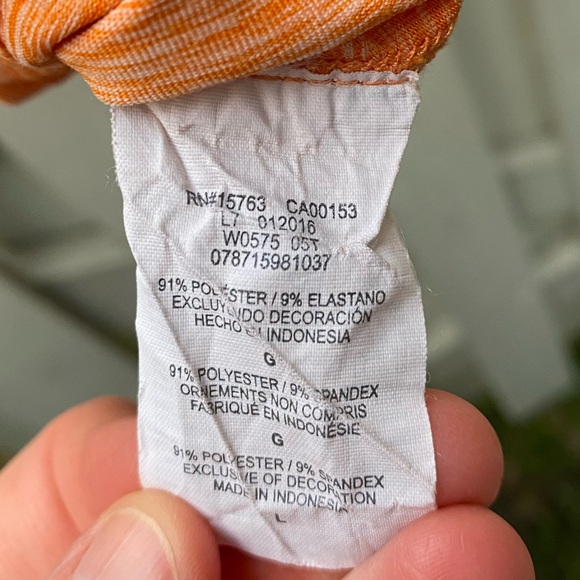 RN#15763 CA00153
L7 012016
W0575 05T
078715981037
91% POLYESTER / 9% ELASTANO
EXCLUYENDO DECORACIÓN
HECHO EN INDONESIA
G
91% POLYESTER / 9% SPANDEX
ORNEMENTS NON COMPRIS
FABRIQUÉ EN INDONÉSIE
G
91% POLYESTER / 9% SPANDEX
EXCLUSIVE OF DECORATION
MADE IN INDONESIA
L